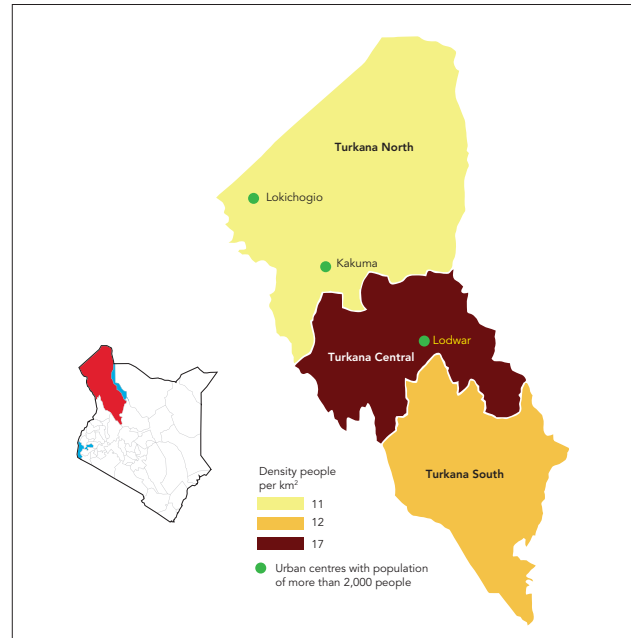 Turkana North
Lokichogio
Kakuma
Lodwar
Turkana Central
Turkana South
Density people
per km²
11
12
17
Urban centres with population
of more than 2,000 people